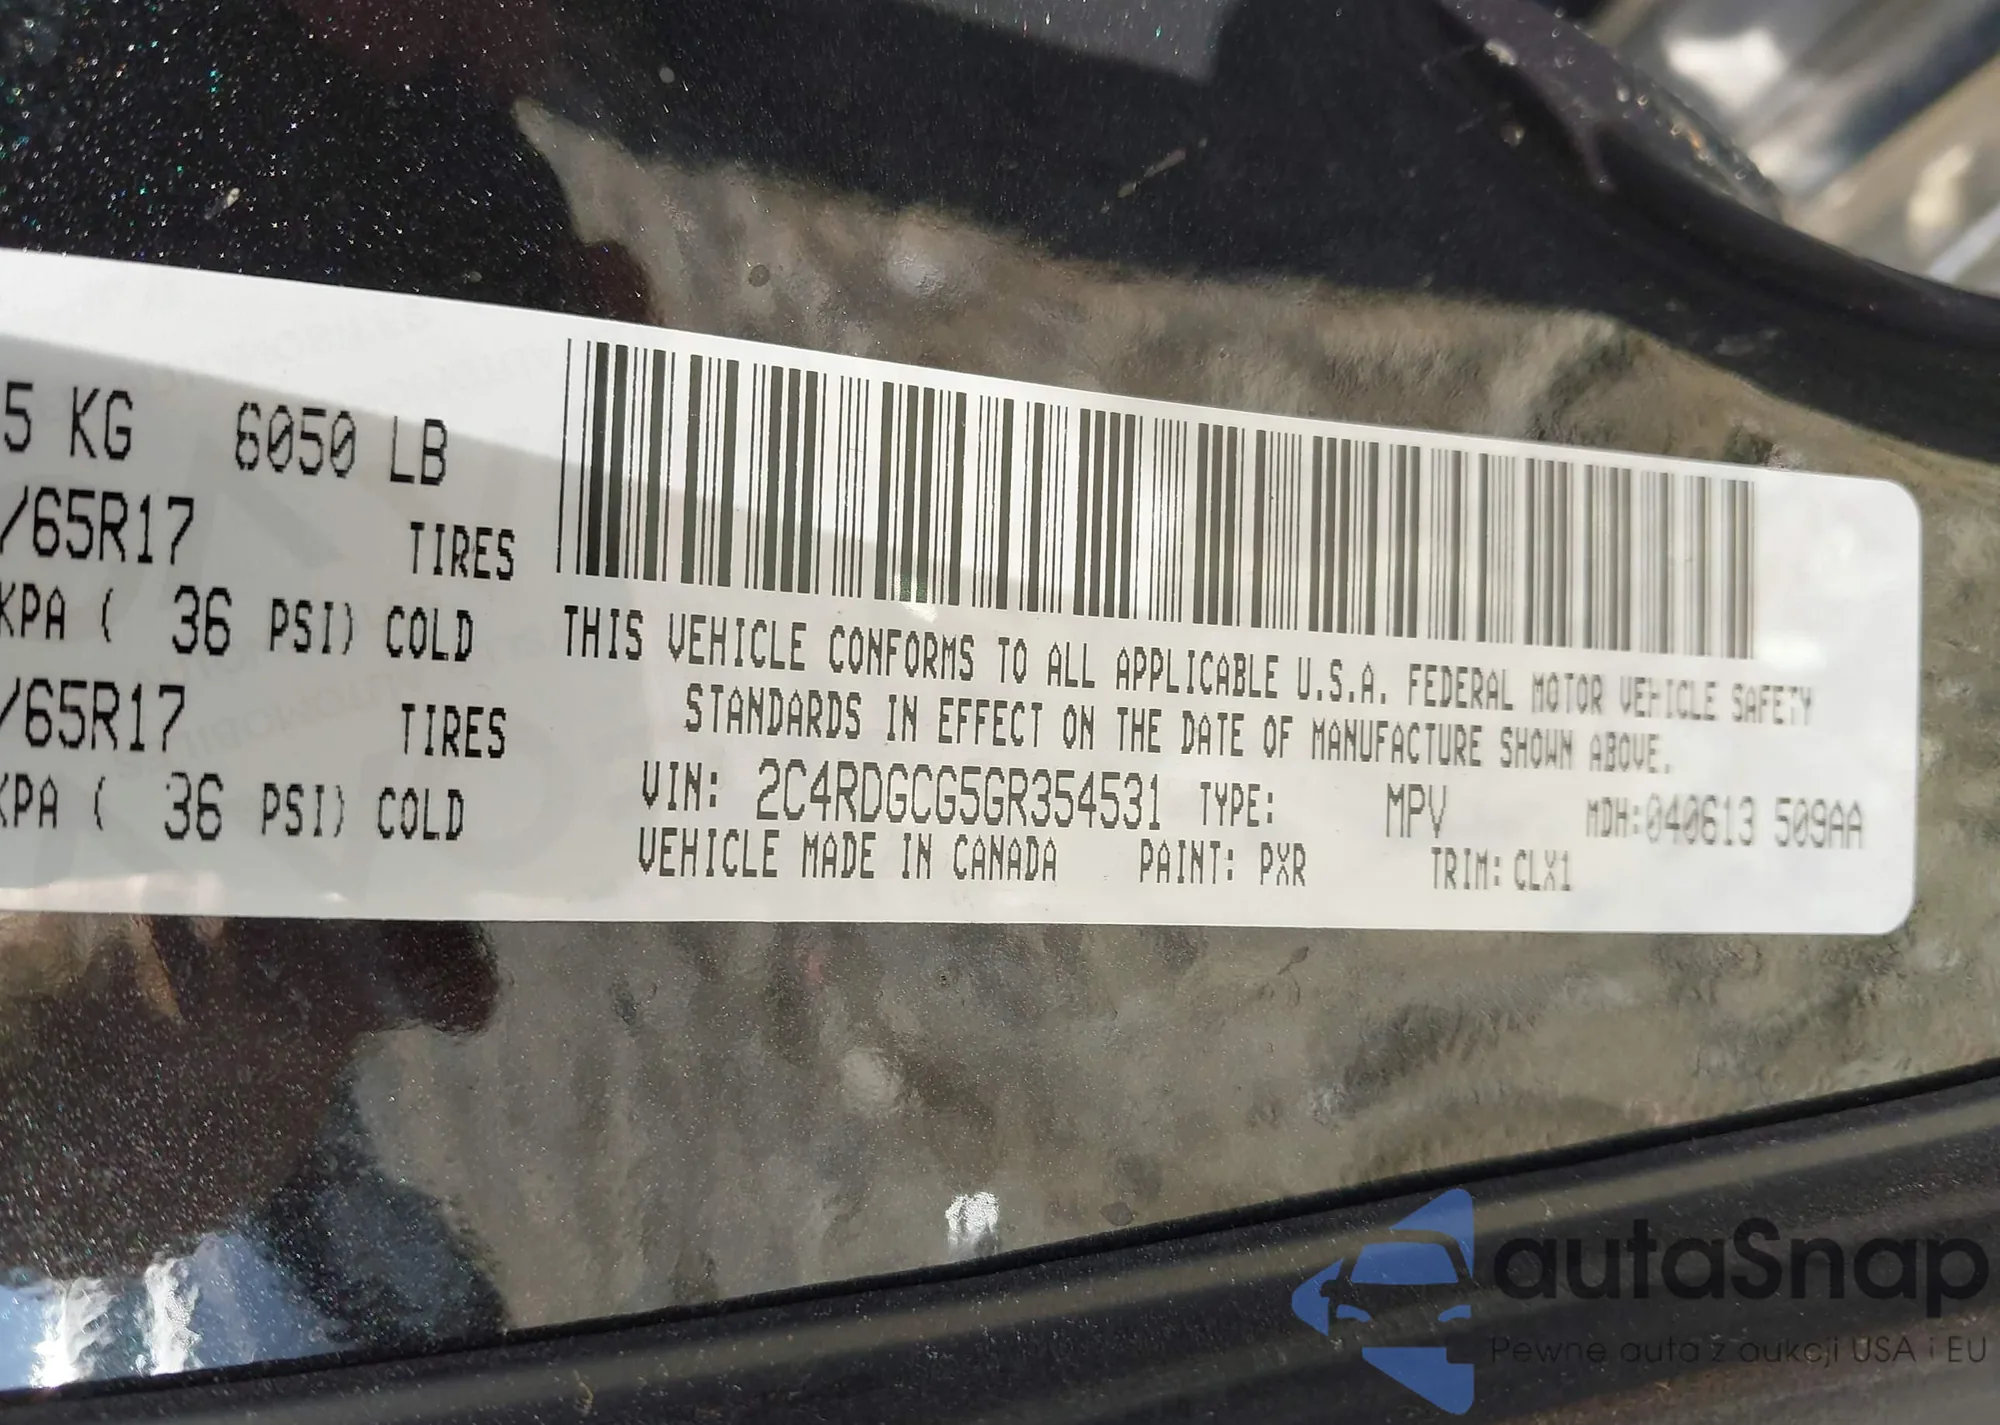 5 KG 6050 LB
/65R17 TIRES
KPA ( 36 PSI) COLD
/65R17 TIRES
KPA ( 36 PSI) COLD
THIS VEHICLE CONFORMS TO ALL APPLICABLE U.S.A. FEDERAL MOTOR VEHICLE SAFETY
STANDARDS IN EFFECT ON THE DATE OF MANUFACTURE SHOWN ABOVE.
VIN: 2C4RDGCG5GR354531 TYPE: MPV MDH:040613 509AA
VEHICLE MADE IN CANADA PAINT: PXR TRIM: CLX1
autoSnap
Pewne auta z aukcji USA i EU